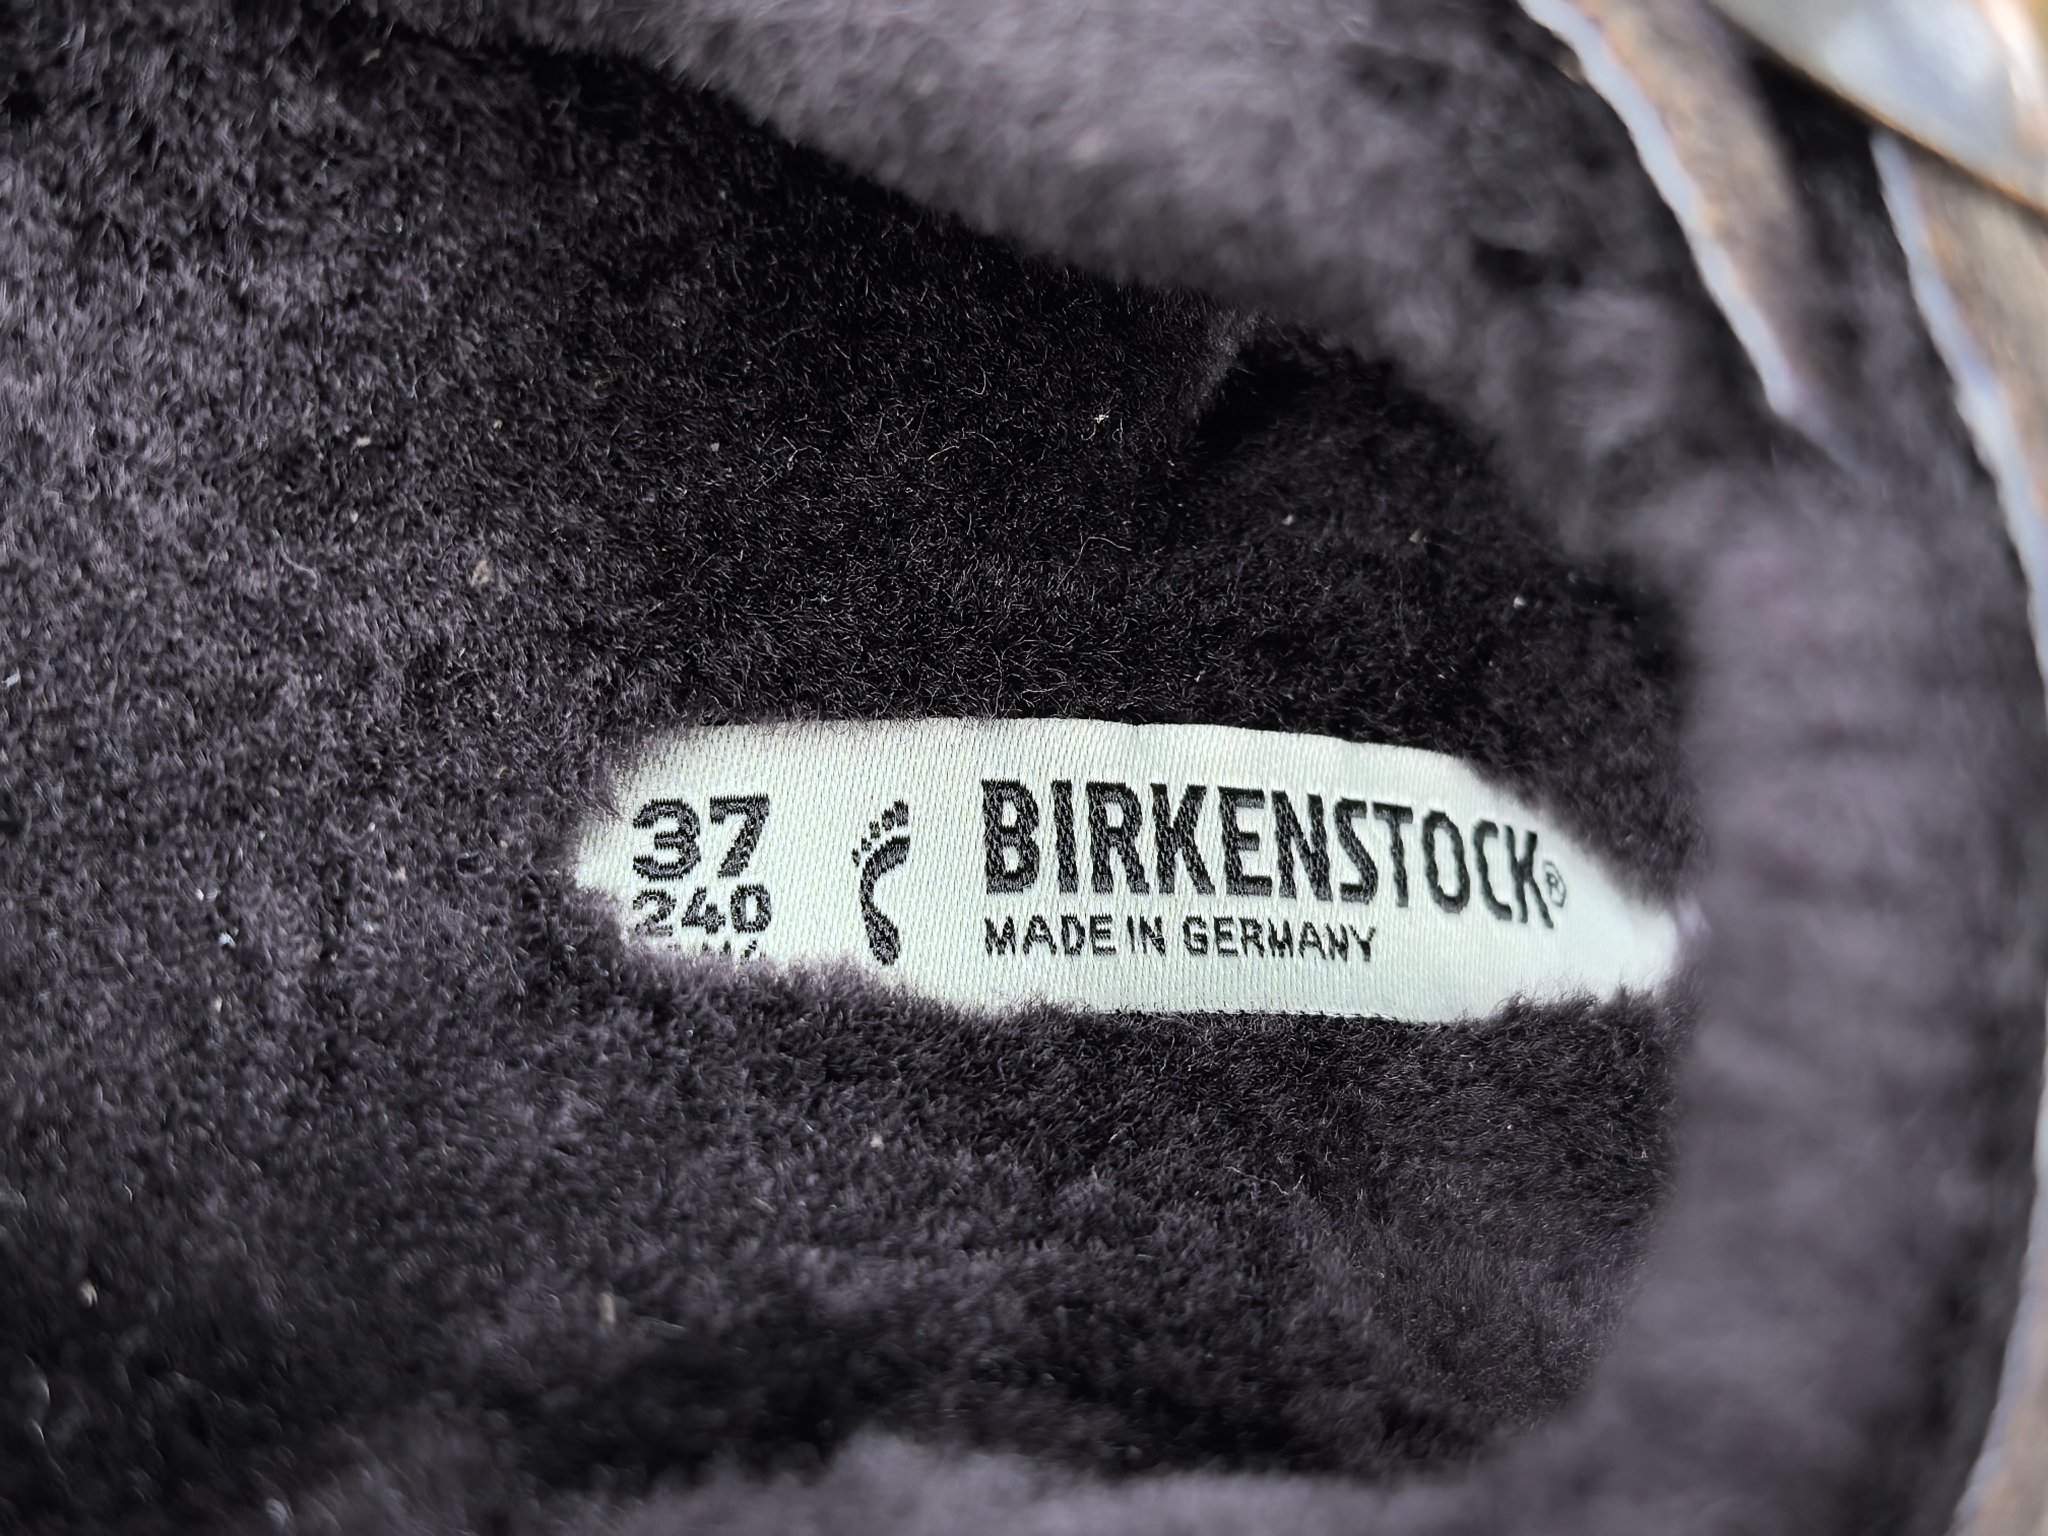 37
240
BIRKENSTOCK®
MADE IN GERMANY